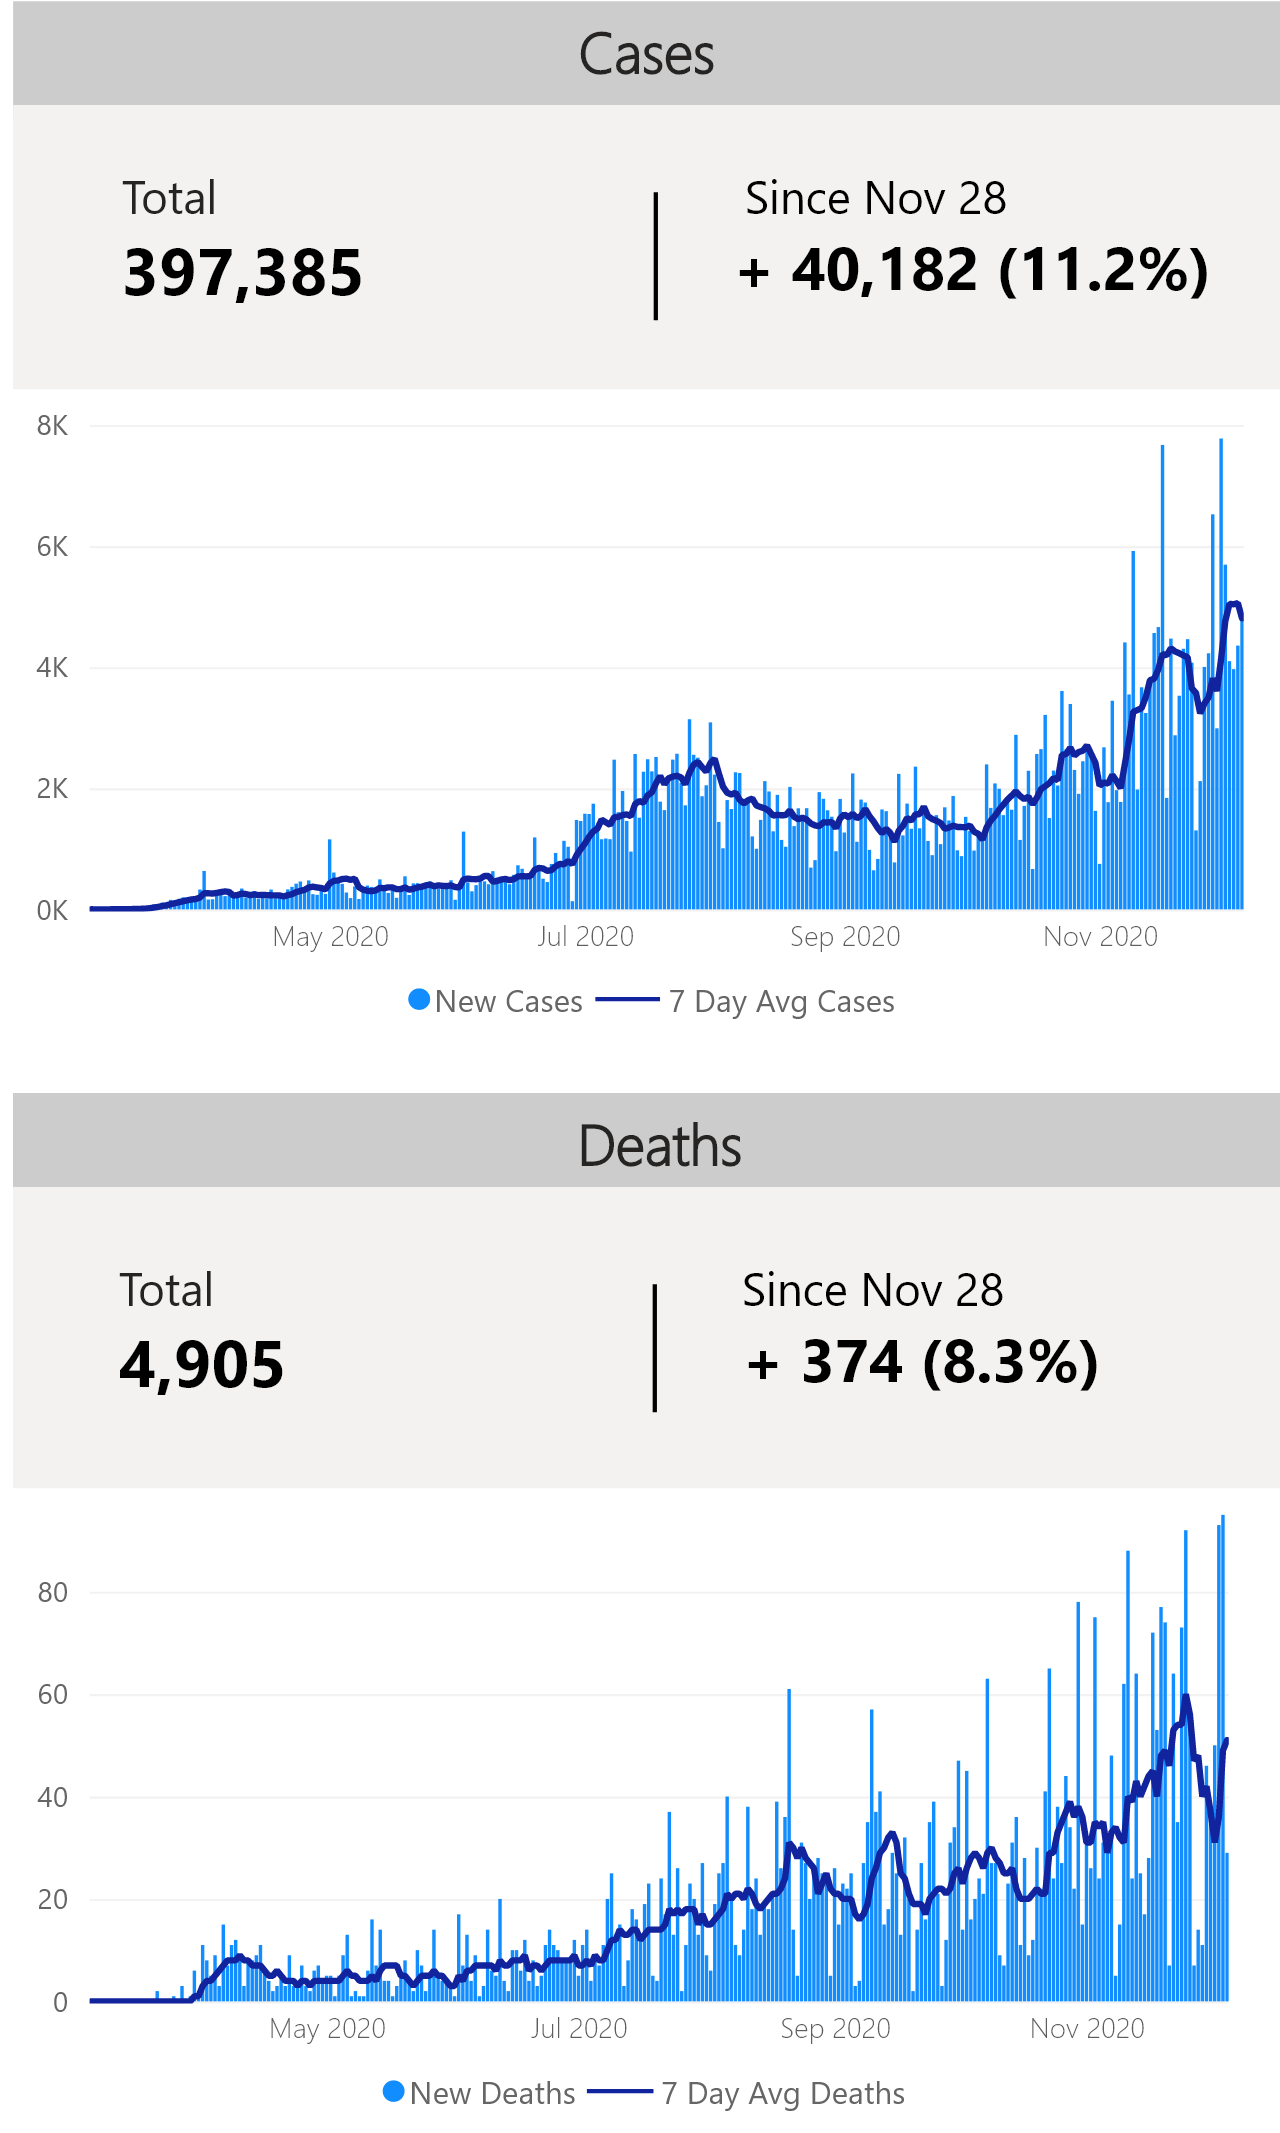 Cases
Total
Since Nov 28
397,385
+ 40,182 (11.2%)
8K
6K
4K
2K
0K
May 2020
Jul 2020
Sep 2020
Nov 2020
New Cases
7 Day Avg Cases
Deaths
Total
Since Nov 28
4,905
+ 374 (8.3%)
80
60
40
20
0
May 2020
Jul 2020
Sep 2020
Nov 2020
New Deaths
7 Day Avg Deaths